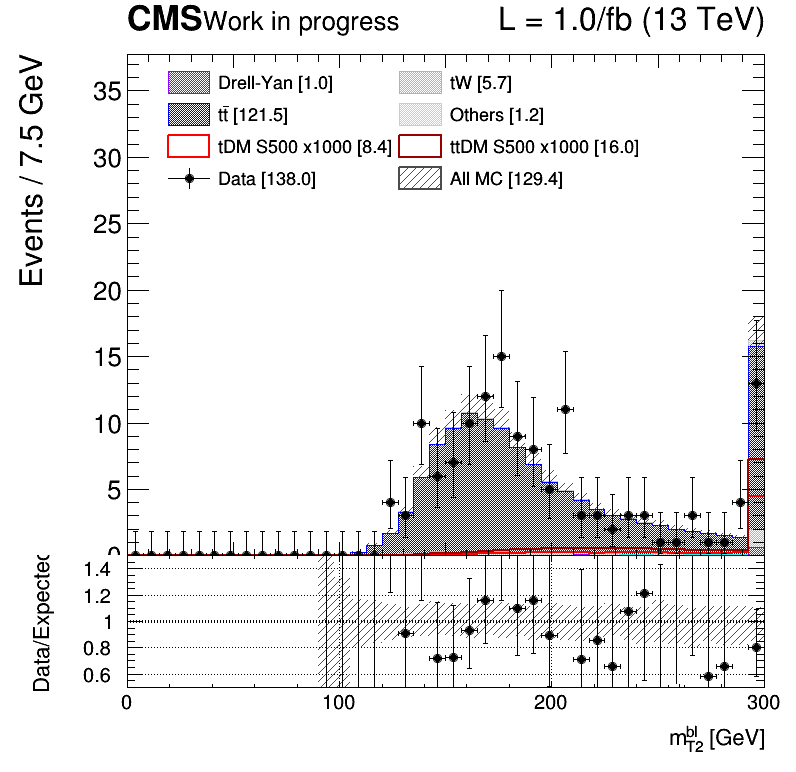 CMS Work in progress L = 1.0/fb (13 TeV)
Events / 7.5 GeV
35
30
25
20
15
10
5
0
Drell-Yan [1.0]
tW [5.7]
tt̄ [121.5]
Others [1.2]
tDM S500 x1000 [8.4]
ttDM S500 x1000 [16.0]
Data [138.0]
All MC [129.4]
Data/Expected
1.4
1.2
1
0.8
0.6
0 100 200 300
m_{T2}^{bl} [GeV]